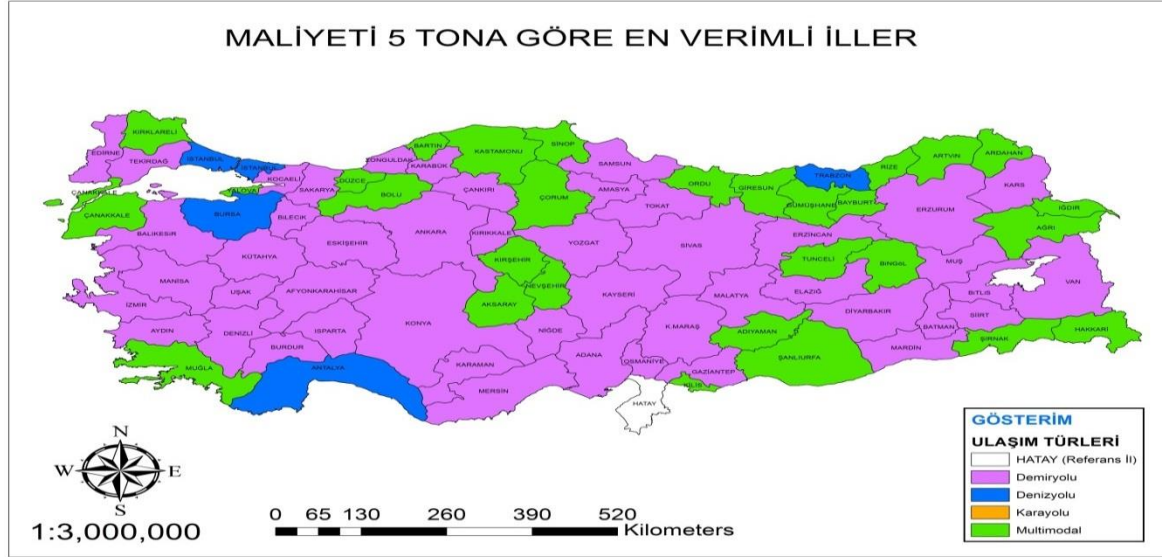 MALİYETİ 5 TONA GÖRE EN VERİMLİ İLLER
KIRKLARELİ
EDİRNE
TEKİRDAĞ
İSTANBUL
İSTANBUL
KOCAELİ
YALOVA
ÇANAKKALE
ÇANAKKALE
BURSA
BİLECİK
SAKARYA
DÜZCE
BOLU
ZONGULDAK
BARTIN
KARABÜK
KASTAMONU
SİNOP
ÇANKIRI
ÇORUM
SAMSUN
AMASYA
TOKAT
ORDU
GİRESUN
TRABZON
GÜMÜŞHANE
BAYBURT
RİZE
ARTVİN
ARDAHAN
KARS
IĞDIR
AĞRI
ERZURUM
ERZİNCAN
BALIKESİR
KÜTAHYA
ESKİŞEHİR
ANKARA
KIRIKKALE
YOZGAT
SİVAS
KIRŞEHİR
NEVŞEHİR
AKSARAY
KAYSERİ
MALATYA
TUNCELİ
BİNGÖL
ELAZIĞ
MUŞ
BİTLİS
VAN
MANİSA
UŞAK
AFYONKARAHİSAR
İZMİR
AYDIN
DENİZLİ
ISPARTA
BURDUR
KONYA
NİĞDE
ADANA
K.MARAŞ
ADIYAMAN
DİYARBAKIR
BATMAN
SİİRT
ŞIRNAK
HAKKARİ
MARDİN
ŞANLIURFA
GAZİANTEP
KİLİS
OSMANİYE
HATAY
MUĞLA
ANTALYA
KARAMAN
MERSİN
N
W
E
S
1:3,000,000
0 65 130 260 390 520
Kilometers
GÖSTERİM
ULAŞIM TÜRLERİ
HATAY (Referans İl)
Demiryolu
Denizyolu
Karayolu
Multimodal